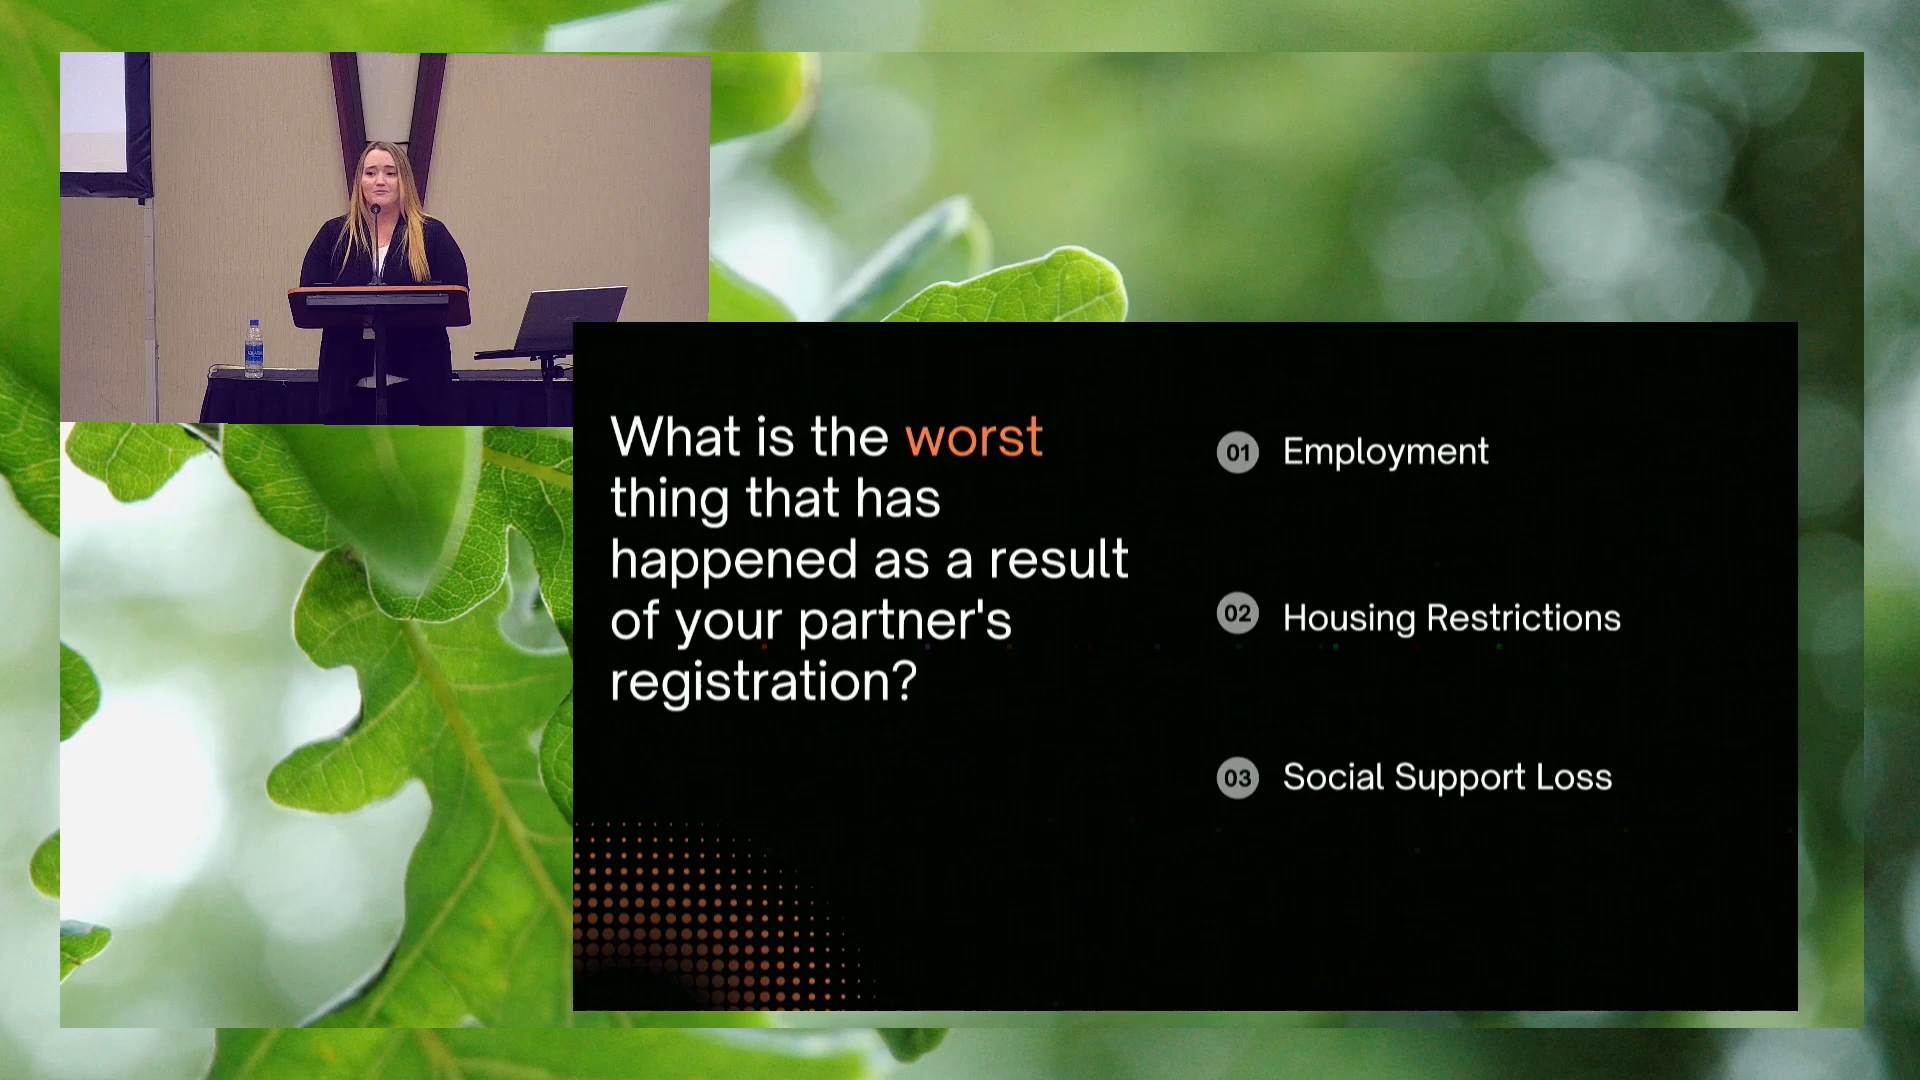 What is the worst
thing that has
happened as a result
of your partner's
registration?
01 Employment
02 Housing Restrictions
03 Social Support Loss